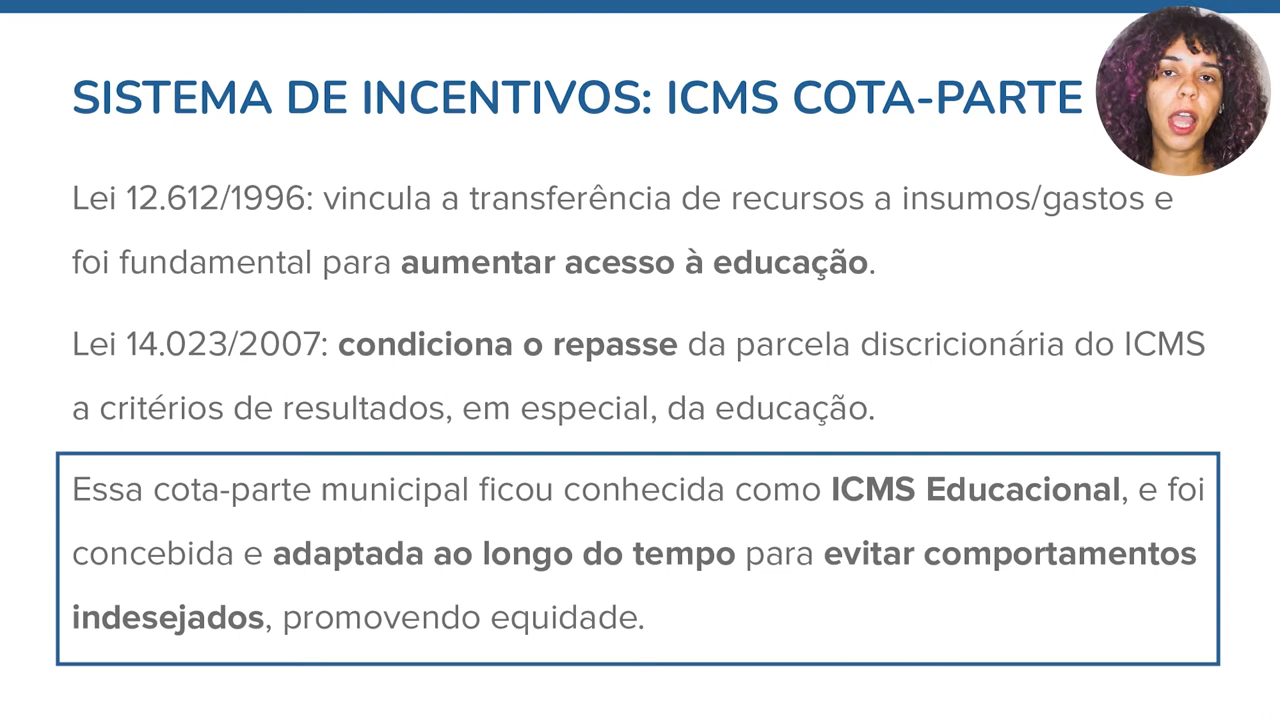 SISTEMA DE INCENTIVOS: ICMS COTA-PARTE
Lei 12.612/1996: vincula a transferência de recursos a insumos/gastos e
foi fundamental para aumentar acesso à educação.
Lei 14.023/2007: condiciona o repasse da parcela discricionária do ICMS
a critérios de resultados, em especial, da educação.
Essa cota-parte municipal ficou conhecida como ICMS Educacional, e foi
concebida e adaptada ao longo do tempo para evitar comportamentos
indesejados, promovendo equidade.